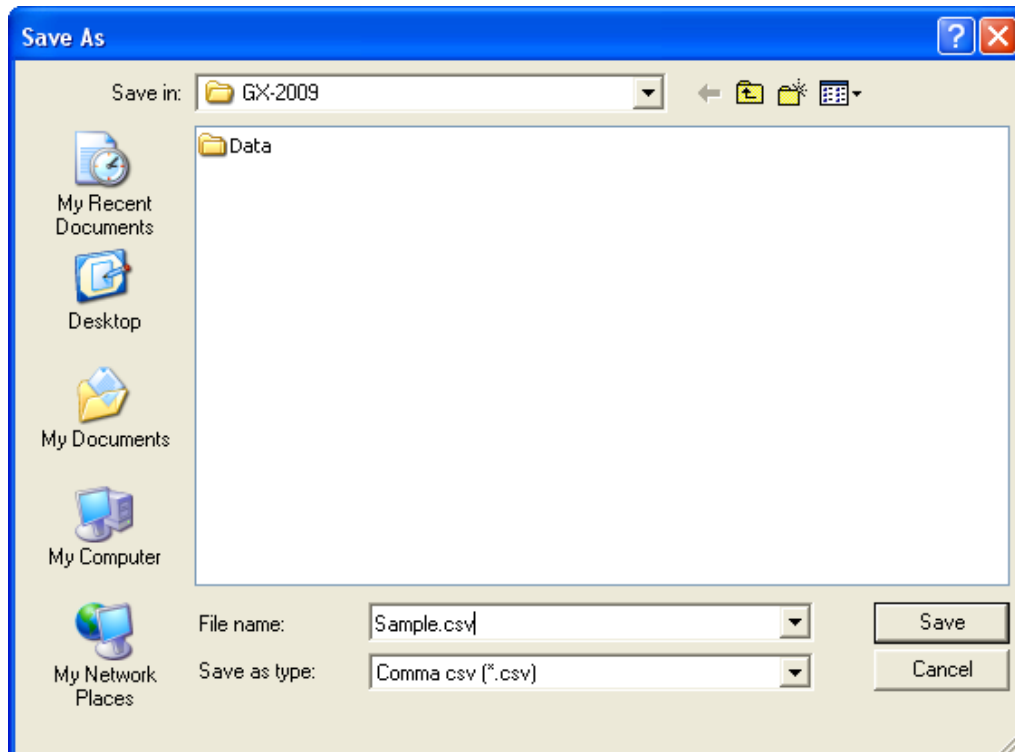 Save As
Save in:
GX-2009
Data
My Recent
Documents
Desktop
My Documents
My Computer
My Network
Places
File name:
Sample.csv
Save
Save as type:
Comma csv (*.csv)
Cancel